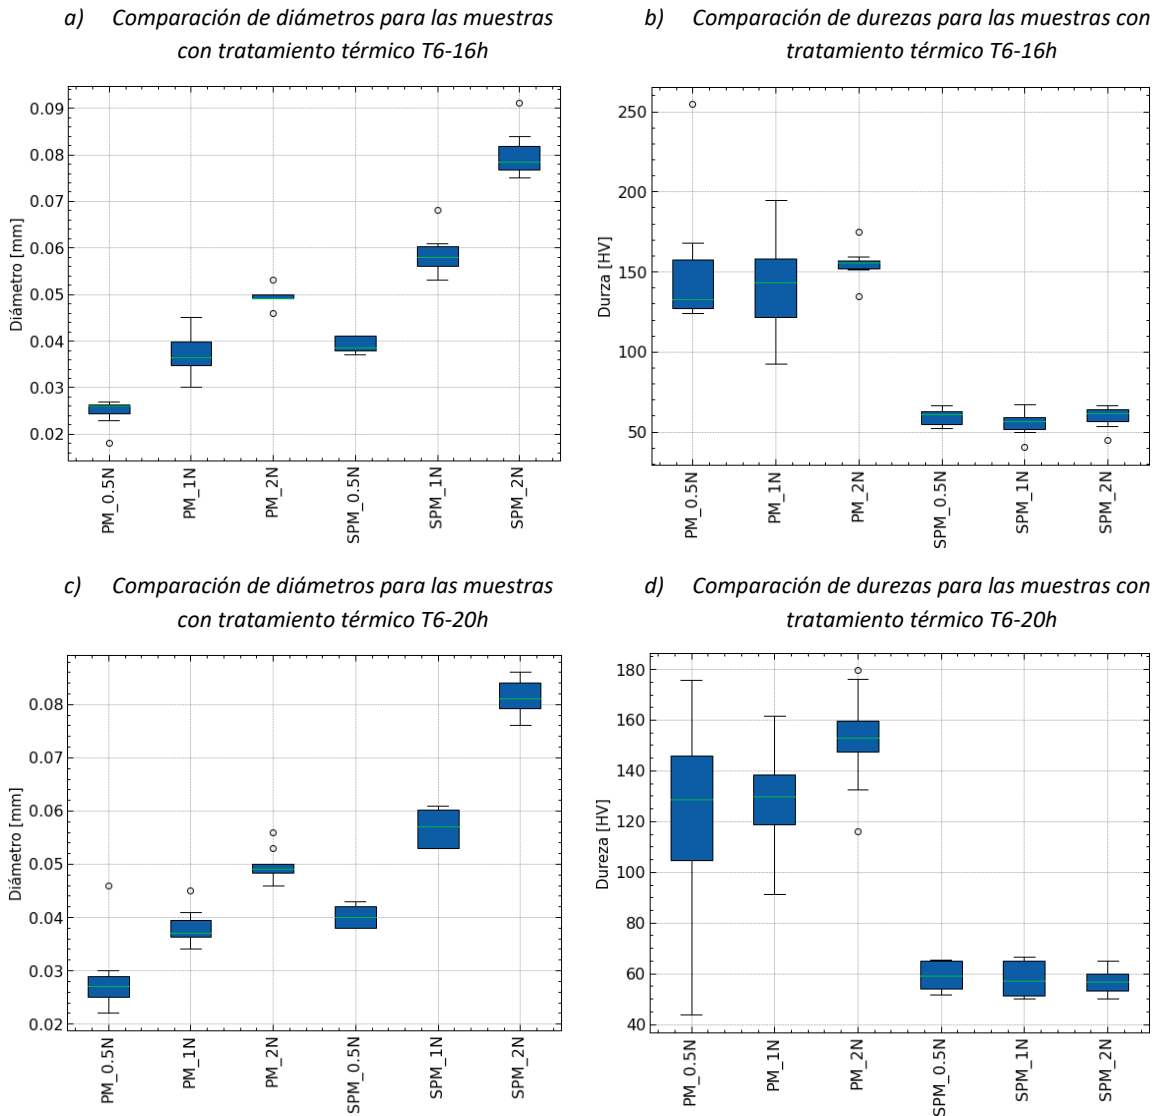 a) Comparación de diámetros para las muestras
con tratamiento térmico T6-16h
b) Comparación de durezas para las muestras con
tratamiento térmico T6-16h
Diámetro [mm]
0.09
0.08
0.07
0.06
0.05
0.04
0.03
0.02
PM_0.5N
PM_1N
PM_2N
SPM_0.5N
SPM_1N
SPM_2N
Durza [HV]
250
200
150
100
50
PM_0.5N
PM_1N
PM_2N
SPM_0.5N
SPM_1N
SPM_2N
c) Comparación de diámetros para las muestras
con tratamiento térmico T6-20h
d) Comparación de durezas para las muestras con
tratamiento térmico T6-20h
Diámetro [mm]
0.08
0.07
0.06
0.05
0.04
0.03
0.02
PM_0.5N
PM_1N
PM_2N
SPM_0.5N
SPM_1N
SPM_2N
Dureza [HV]
180
160
140
120
100
80
60
40
PM_0.5N
PM_1N
PM_2N
SPM_0.5N
SPM_1N
SPM_2N